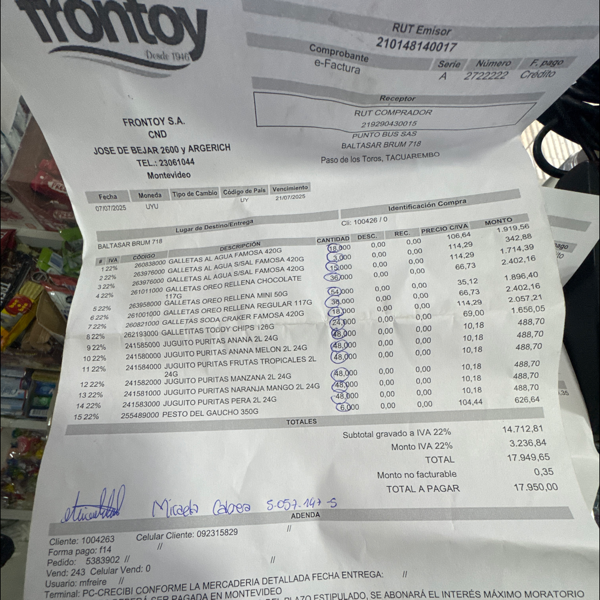 frontoy
Desde 1946
RUT Emisor
210148140017
Comprobante Serie Número F. pago
e-Factura A 2722222 Crédito
Receptor
RUT COMPRADOR
219290430015
PUNTO BUS SAS
BALTASAR BRUM 718
Paso de los Toros, TACUAREMBO
FRONTOY S.A.
CND
JOSE DE BEJAR 2600 y ARGERICH
TEL.: 23061044
Montevideo
Fecha Moneda Tipo de Cambio Código de País Vencimiento
07/07/2025 UYU UY 21/07/2025
Lugar de Destino/Entrega Identificación Compra
BALTASAR BRUM 718 Cli: 100426 / 0
# IVA CÓDIGO DESCRIPCIÓN CANTIDAD DESC. REC. PRECIO C/IVA MONTO
1 22% 260838000 GALLETAS AL AGUA FAMOSA 420G 18,000 0,00 0,00 106,64 1.919,56
2 22% 263976000 GALLETAS AL AGUA S/SAL FAMOSA 420G 3,000 0,00 0,00 114,29 342,88
3 22% 263976000 GALLETAS AL AGUA S/SAL FAMOSA 420G 15,000 0,00 0,00 114,29 1.714,39
4 22% 261011000 GALLETAS OREO RELLENA CHOCOLATE 117G 36,000 0,00 0,00 66,73 2.402,16
5 22% 263958000 GALLETAS OREO RELLENA MINI 50G 54,000 0,00 0,00 35,12 1.896,40
6 22% 261001000 GALLETAS OREO RELLENA REGULAR 117G 36,000 0,00 0,00 66,73 2.402,16
7 22% 260821000 GALLETAS SODA CRAKER FAMOSA 420G 18,000 0,00 0,00 114,29 2.057,21
8 22% 262193000 GALLETITAS TODDY CHIPS 126G 24,000 0,00 0,00 69,00 1.656,05
9 22% 241585000 JUGUITO PURITAS ANANA 2L 24G 48,000 0,00 0,00 10,18 488,70
10 22% 241580000 JUGUITO PURITAS ANANA MELON 2L 24G 48,000 0,00 0,00 10,18 488,70
11 22% 241584000 JUGUITO PURITAS FRUTAS TROPICALES 2L 24G 48,000 0,00 0,00 10,18 488,70
12 22% 241582000 JUGUITO PURITAS MANZANA 2L 24G 48,000 0,00 0,00 10,18 488,70
13 22% 241581000 JUGUITO PURITAS NARANJA MANGO 2L 24G 48,000 0,00 0,00 10,18 488,70
14 22% 241583000 JUGUITO PURITAS PERA 2L 24G 48,000 0,00 0,00 10,18 488,70
15 22% 255489000 PESTO DEL GAUCHO 350G 6,000 0,00 0,00 104,44 626,64
TOTALES
Subtotal gravado a IVA 22% 14.712,81
Monto IVA 22% 3.236,84
TOTAL 17.949,65
Monto no facturable 0,35
TOTAL A PAGAR 17.950,00
Cabrera 5.057.147-5
ADENDA
Cliente: 1004263 Celular Cliente: 092315829 //
Forma pago: f14 //
Pedido: 5383902 // //
Vend: 243 Celular Vend: 0
Usuario: mfreire // //
Terminal: PC-CRECIBI CONFORME LA MERCADERIA DETALLADA FECHA ENTREGA: //
SER PAGADA EN MONTEVIDEO
DEL PLAZO ESTIPULADO, SE ABONARÁ EL INTERÉS MÁXIMO MORATORIO